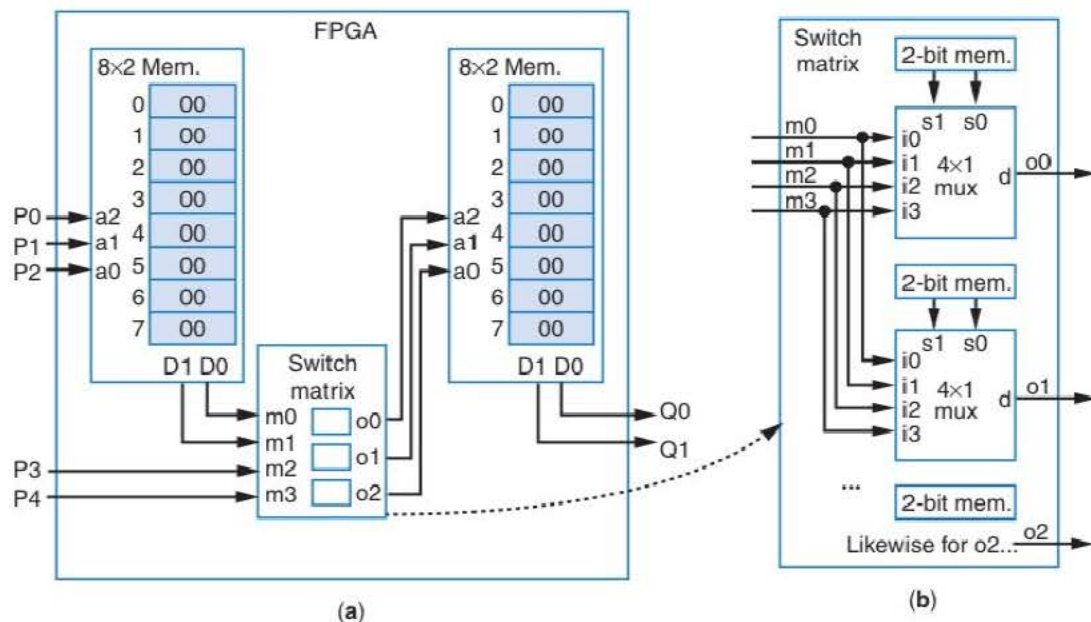 FPGA
8×2 Mem.
0 00
1 00
2 00
3 00
4 00
5 00
6 00
7 00
P0 a2
P1 a1
P2 a0
D1 D0
8×2 Mem.
0 00
1 00
2 00
3 00
4 00
5 00
6 00
7 00
a2
a1
a0
D1 D0
Switch
matrix
m0 o0
m1 o1
m2
m3 o2
P3
P4
Q0
Q1
(a)
Switch
matrix
2-bit mem.
s1 s0
m0 i0
m1 i1
m2 i2
m3 i3
4×1
mux
d o0
2-bit mem.
s1 s0
i0
i1
i2
i3
4×1
mux
d o1
...
2-bit mem.
Likewise for o2... o2
(b)